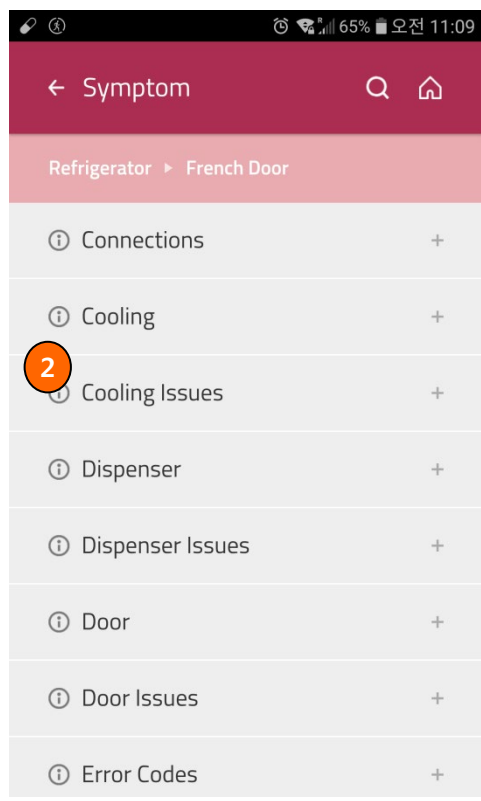 65% 오전 11:09
Symptom
Refrigerator ▸ French Door
Connections
Cooling
2
Cooling Issues
Dispenser
Dispenser Issues
Door
Door Issues
Error Codes